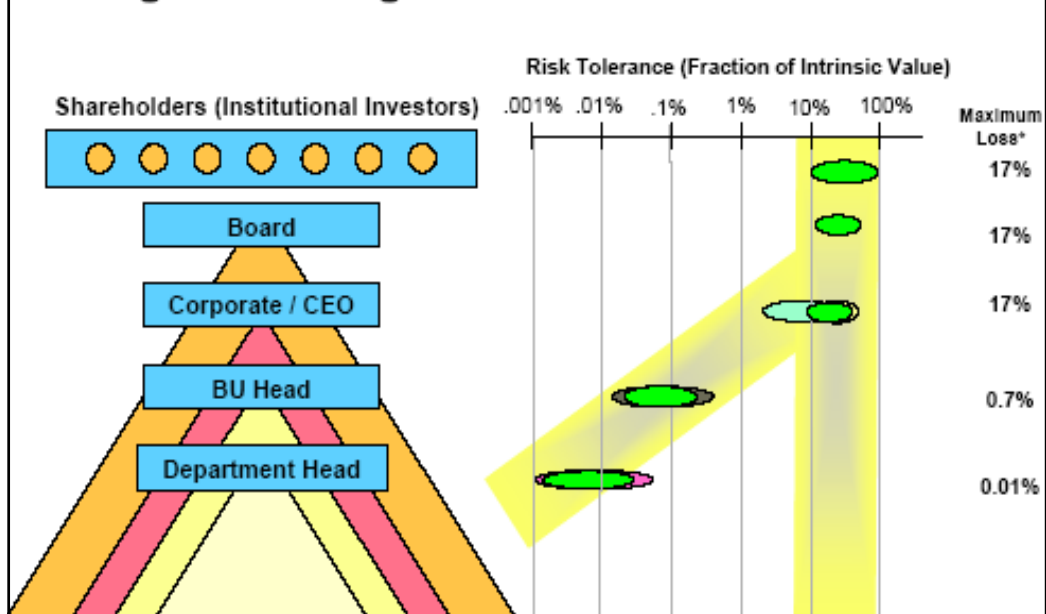 Risk Tolerance (Fraction of Intrinsic Value)
Shareholders (Institutional Investors)
.001% .01% .1% 1% 10% 100%
Maximum
Loss*
17%
Board
17%
Corporate / CEO
17%
BU Head
0.7%
Department Head
0.01%